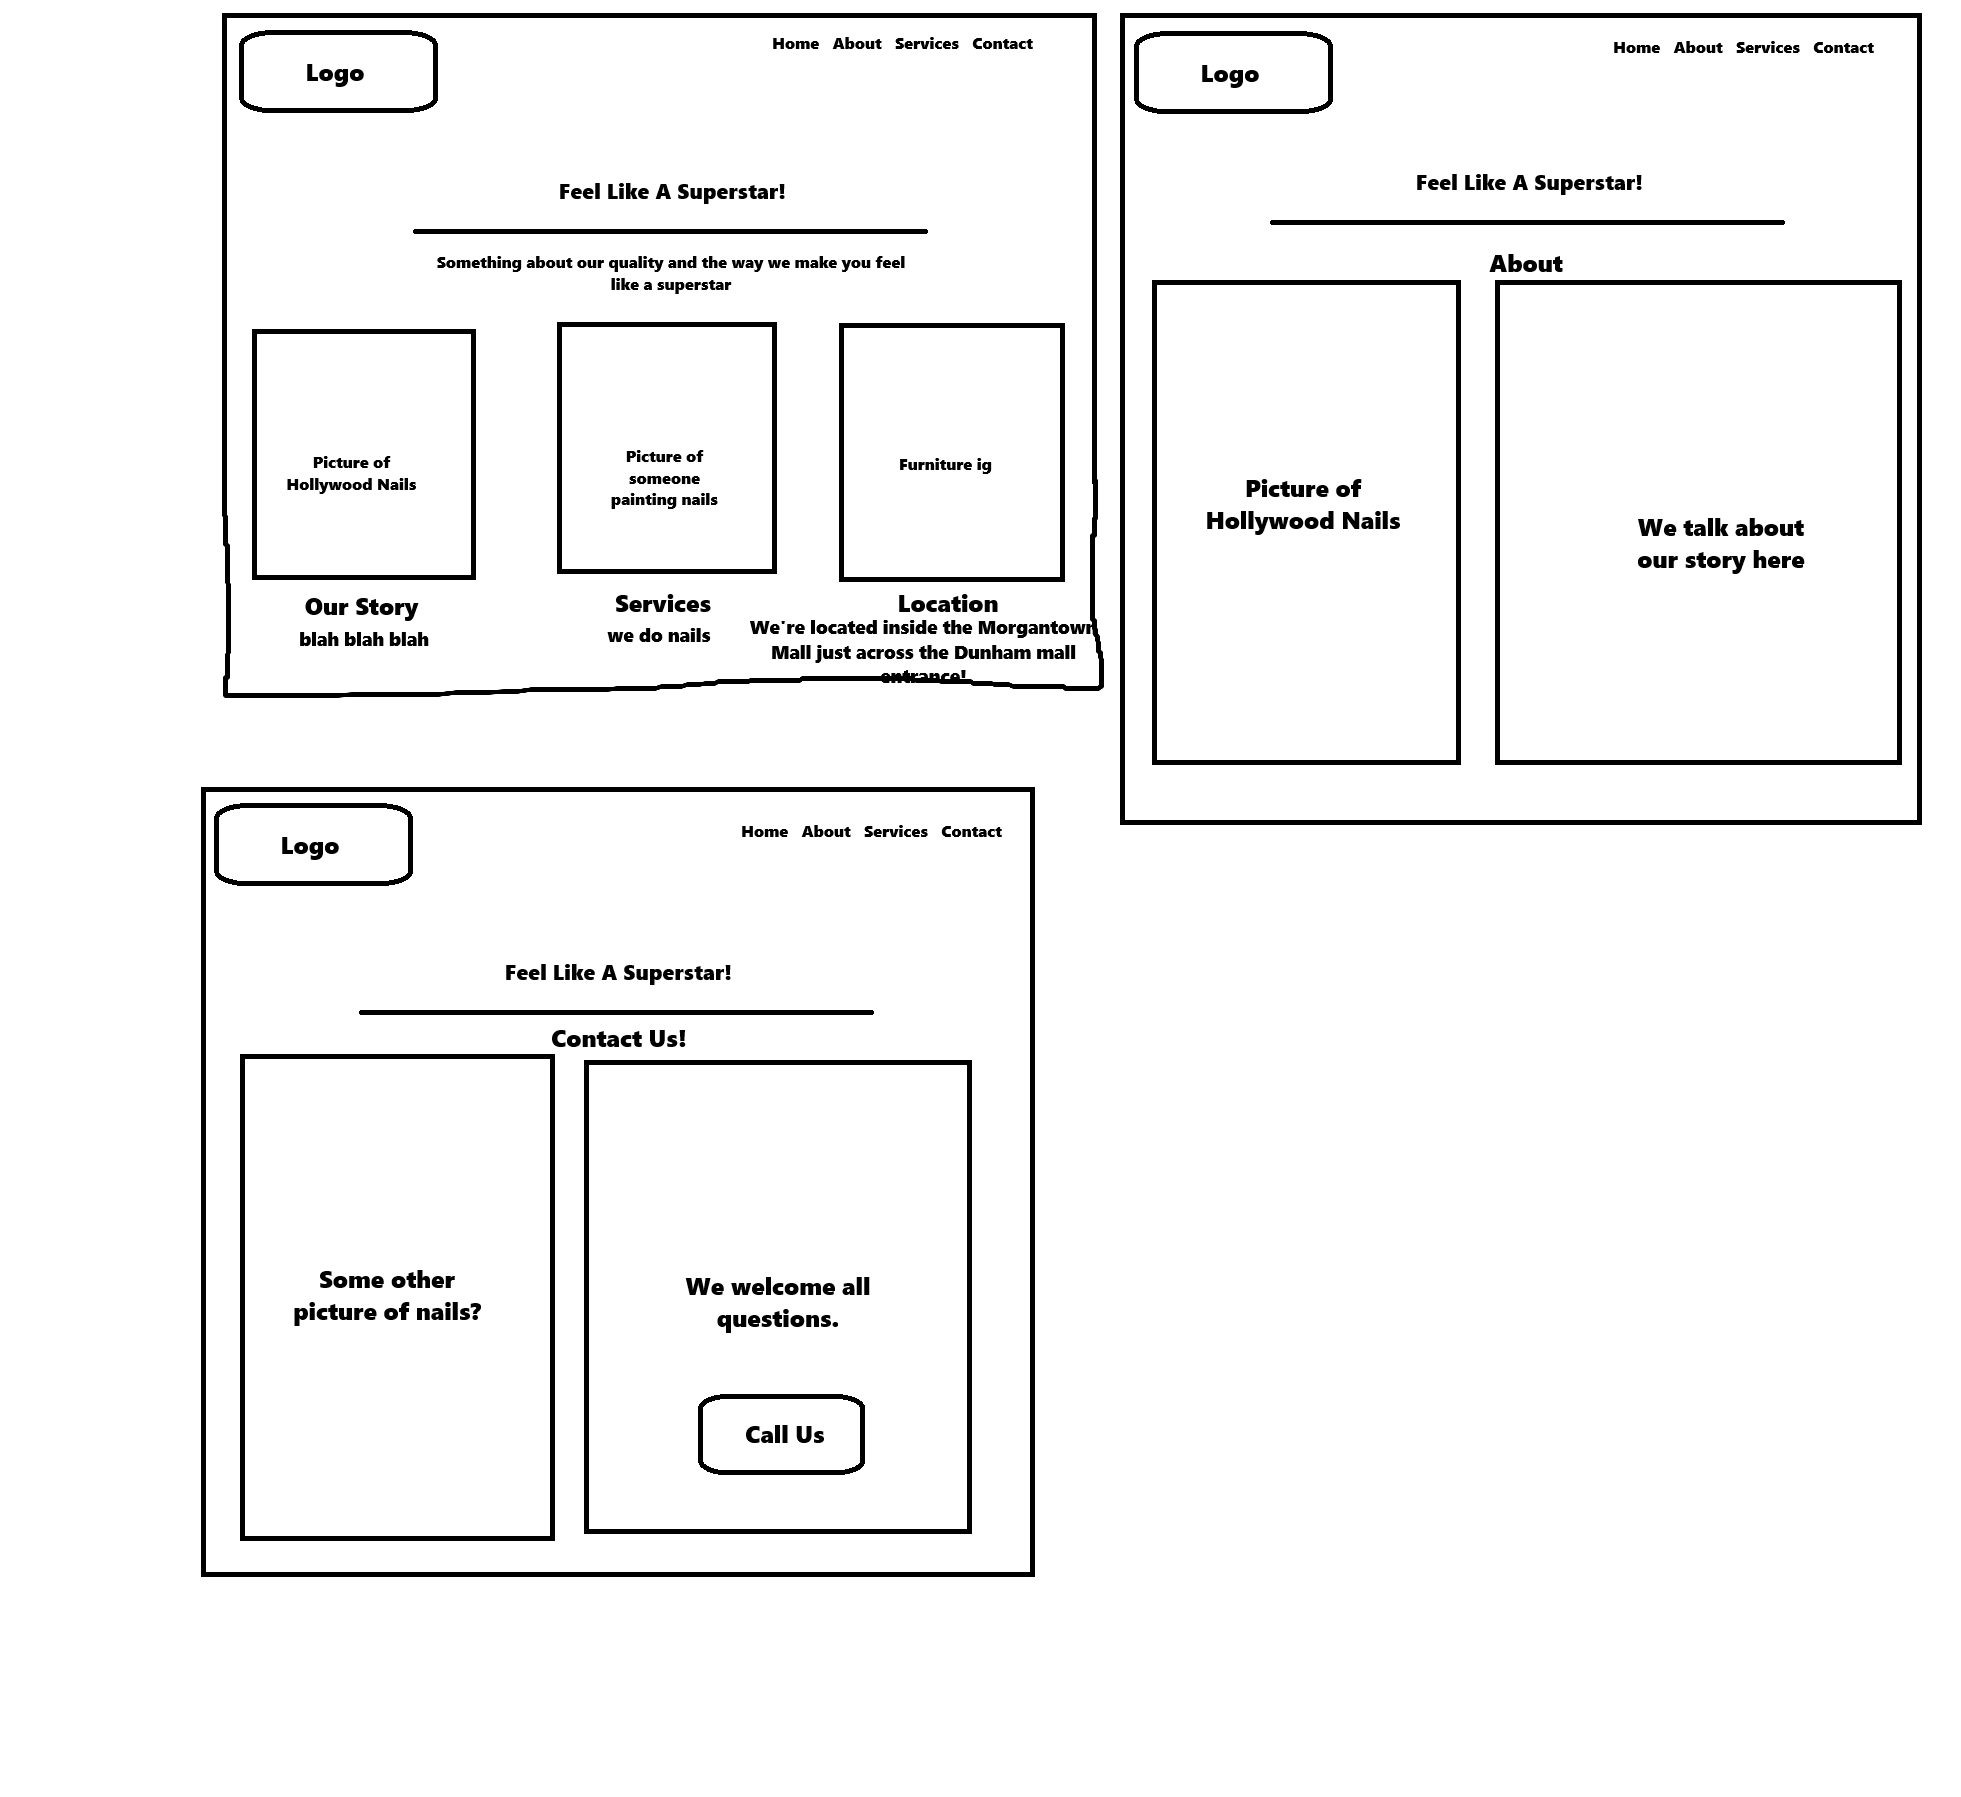 Logo
Home About Services Contact
Feel Like A Superstar!
Something about our quality and the way we make you feel
like a superstar
Picture of
Hollywood Nails
Picture of
someone
painting nails
Furniture ig
Our Story
blah blah blah
Services
we do nails
Location
We're located inside the Morgantown
Mall just across the Dunham mall
entrance!
Logo
Home About Services Contact
Feel Like A Superstar!
About
Picture of
Hollywood Nails
We talk about
our story here
Logo
Home About Services Contact
Feel Like A Superstar!
Contact Us!
Some other
picture of nails?
We welcome all
questions.
Call Us